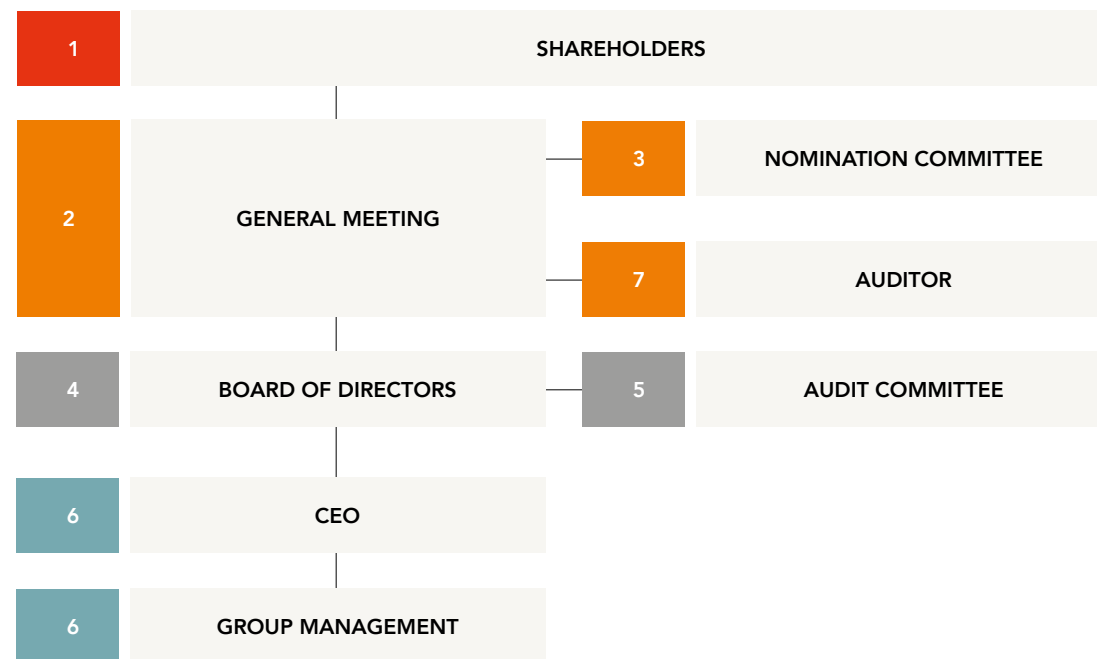 1
SHAREHOLDERS
2
GENERAL MEETING
3
NOMINATION COMMITTEE
7
AUDITOR
4
BOARD OF DIRECTORS
5
AUDIT COMMITTEE
6
CEO
6
GROUP MANAGEMENT